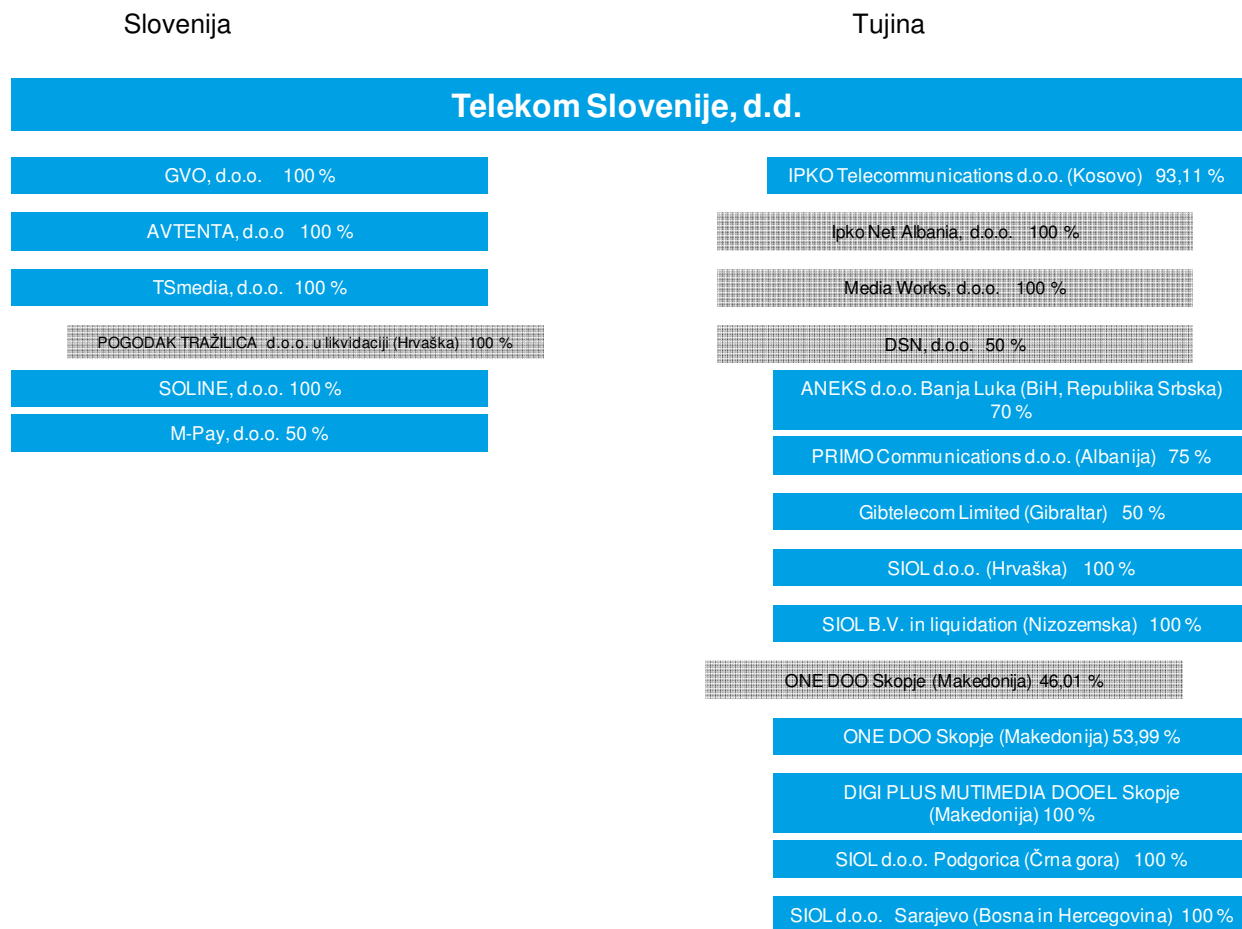 Slovenija
Tujina
Telekom Slovenije, d.d.
GVO, d.o.o. 100 %
AVTENTA, d.o.o 100 %
TSmedia, d.o.o. 100 %
POGODAK TRAŽILICA d.o.o. u likvidaciji (Hrvaška) 100 %
SOLINE, d.o.o. 100 %
M-Pay, d.o.o. 50 %
IPKO Telecommunications d.o.o. (Kosovo) 93,11 %
Ipko Net Albania, d.o.o. 100 %
Media Works, d.o.o. 100 %
DSN, d.o.o. 50 %
ANEKS d.o.o. Banja Luka (BiH, Republika Srbska)
70 %
PRIMO Communications d.o.o. (Albanija) 75 %
Gibtelecom Limited (Gibraltar) 50 %
SIOL d.o.o. (Hrvaška) 100 %
SIOL B.V. in liquidation (Nizozemska) 100 %
ONE DOO Skopje (Makedonija) 46,01 %
ONE DOO Skopje (Makedonija) 53,99 %
DIGI PLUS MUTIMEDIA DOOEL Skopje
(Makedonija) 100 %
SIOL d.o.o. Podgorica (Črna gora) 100 %
SIOL d.o.o. Sarajevo (Bosna in Hercegovina) 100 %